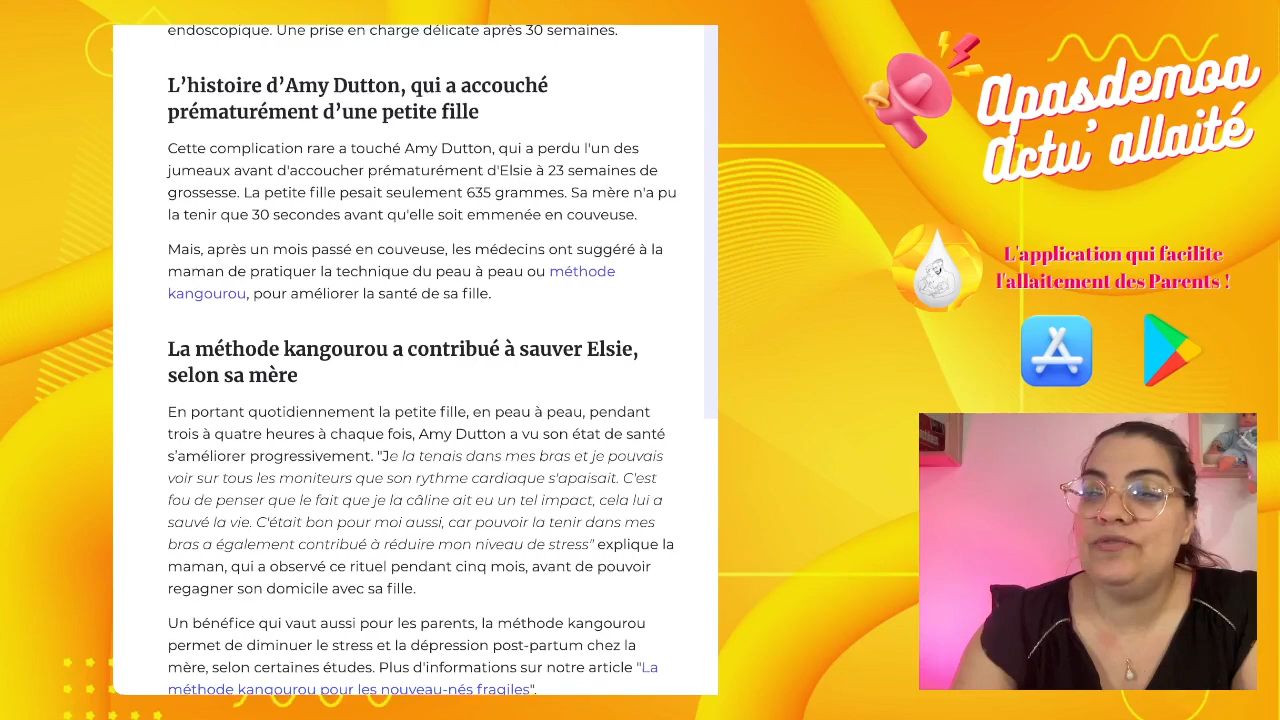 endoscopique. Une prise en charge délicate après 30 semaines.
L’histoire d’Amy Dutton, qui a accouché
prématurément d’une petite fille
Cette complication rare a touché Amy Dutton, qui a perdu l'un des
jumeaux avant d'accoucher prématurément d'Elsie à 23 semaines de
grossesse. La petite fille pesait seulement 635 grammes. Sa mère n'a pu
la tenir que 30 secondes avant qu'elle soit emmenée en couveuse.
Mais, après un mois passé en couveuse, les médecins ont suggéré à la
maman de pratiquer la technique du peau à peau ou méthode
kangourou, pour améliorer la santé de sa fille.
La méthode kangourou a contribué à sauver Elsie,
selon sa mère
En portant quotidiennement la petite fille, en peau à peau, pendant
trois à quatre heures à chaque fois, Amy Dutton a vu son état de santé
s’améliorer progressivement. "Je la tenais dans mes bras et je pouvais
voir sur tous les moniteurs que son rythme cardiaque s'apaisait. C'est
fou de penser que le fait que je la câline ait eu un tel impact, cela lui a
sauvé la vie. C'était bon pour moi aussi, car pouvoir la tenir dans mes
bras a également contribué à réduire mon niveau de stress" explique la
maman, qui a observé ce rituel pendant cinq mois, avant de pouvoir
regagner son domicile avec sa fille.
Un bénéfice qui vaut aussi pour les parents, la méthode kangourou
permet de diminuer le stress et la dépression post-partum chez la
mère, selon certaines études. Plus d'informations sur notre article "La
méthode kangourou pour les nouveau-nés fragiles".
Apasdemoa
Actu' allaité
L'application qui facilite
l'allaitement des Parents !